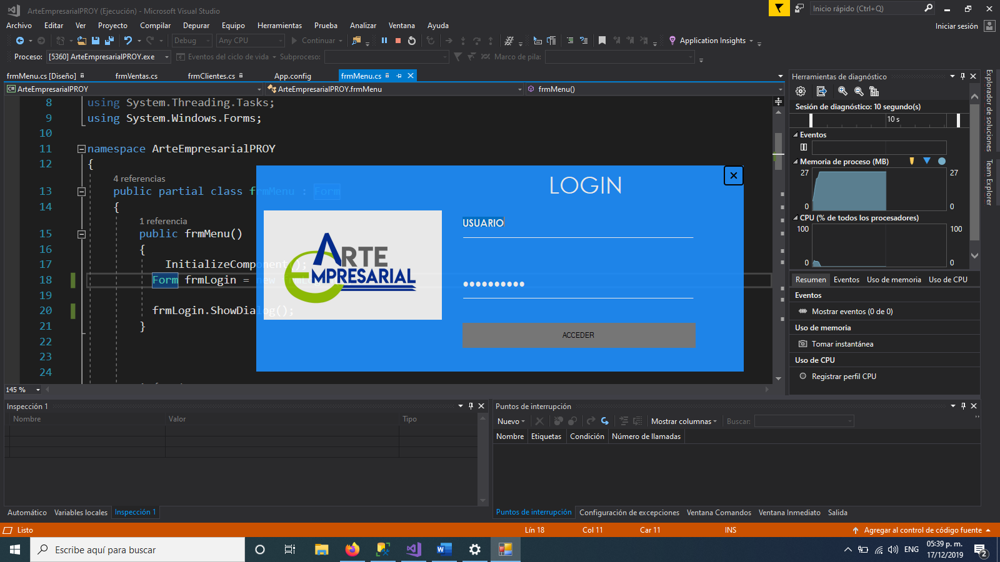 ArteEmpresarialPROY (Ejecución) - Microsoft Visual Studio
Inicio rápido (Ctrl+Q)
Archivo Editar Ver Proyecto Compilar Depurar Equipo Herramientas Prueba Analizar Ventana Ayuda
Iniciar sesión
Debug Any CPU Continuar Application Insights
Proceso: [5360] ArteEmpresarialPROY.exe Eventos del ciclo de vida Subproceso: Marco de pila:
frmMenu.cs [Diseño] frmVentas.cs frmClientes.cs App.config frmMenu.cs
ArteEmpresarialPROY ArteEmpresarialPROY.frmMenu frmMenu()
8 using System.Threading.Tasks;
9 using System.Windows.Forms;
10
11 namespace ArteEmpresarialPROY
12 {
4 referencias
13 public partial class frmMenu : Form
14 {
1 referencia
15 public frmMenu()
16 {
17 InitializeComponent();
18 Form frmLogin = new
19
20 frmLogin.ShowDialog();
21 }
22
23
24
145 %
LOGIN
ARTE
EMPRESARIAL
USUARIO
ACCEDER
Herramientas de diagnóstico
Sesión de diagnóstico: 10 segundo(s)
10 s
Eventos
Memoria de proceso (MB)
27 27
0 0
CPU (% de todos los procesadores)
100 100
0 0
Resumen Eventos Uso de memoria Uso de CPU
Eventos
Mostrar eventos (0 de 0)
Uso de memoria
Tomar instantánea
Uso de CPU
Registrar perfil CPU
Explorador de soluciones
Team Explorer
Inspección 1
Nombre Valor Tipo
Automático Variables locales Inspección 1
Puntos de interrupción
Nuevo Mostrar columnas Buscar:
Nombre Etiquetas Condición Número de llamadas
Puntos de interrupción Configuración de excepciones Ventana Comandos Ventana Inmediato Salida
Listo Lín 18 Col 11 Car 11 INS Agregar al control de código fuente
Escribe aquí para buscar
ENG
05:39 p. m.
17/12/2019
2